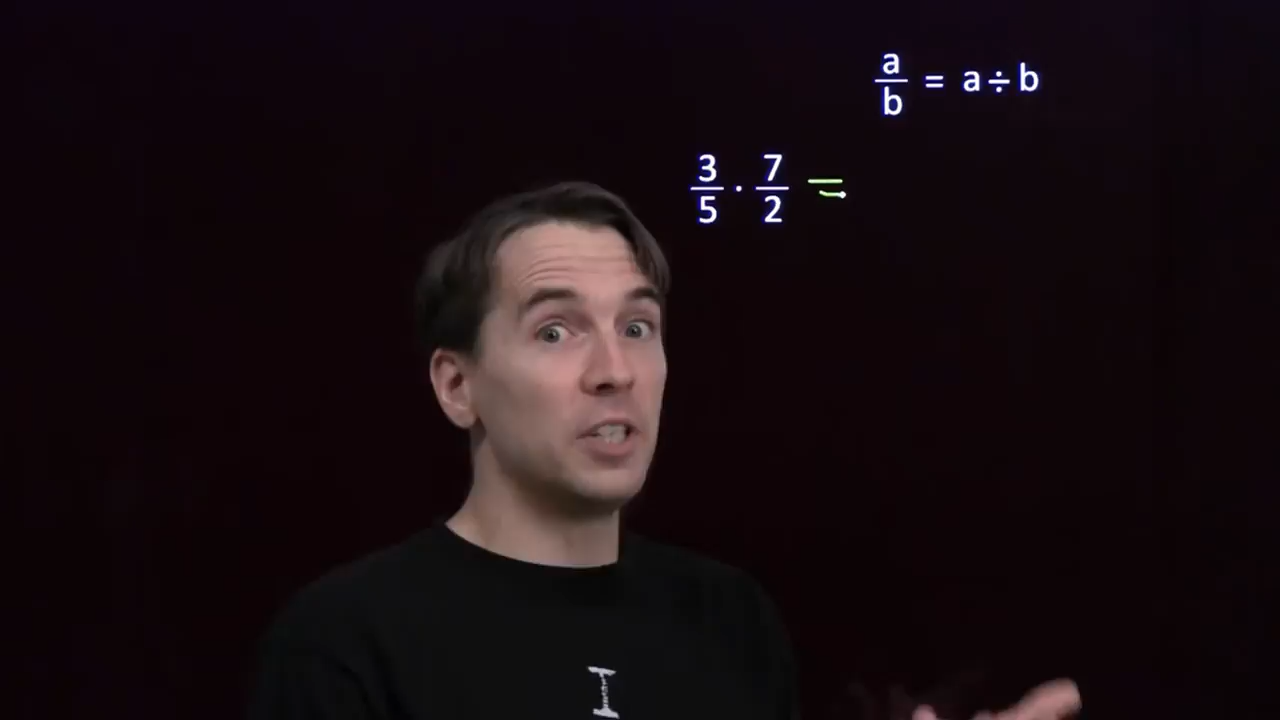 a/b = a÷b
3/5 · 7/2 =
I